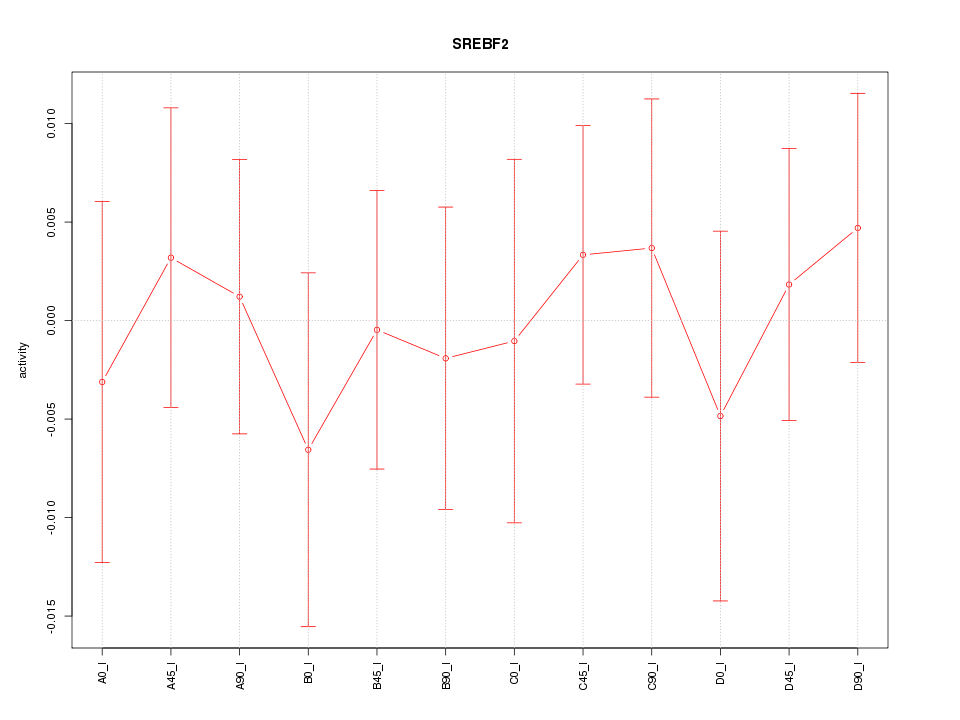 SREBF2
activity
0.010
0.005
0.000
-0.005
-0.010
-0.015
A0_I
A45_I
A90_I
B0_I
B45_I
B90_I
C0_I
C45_I
C90_I
D0_I
D45_I
D90_I